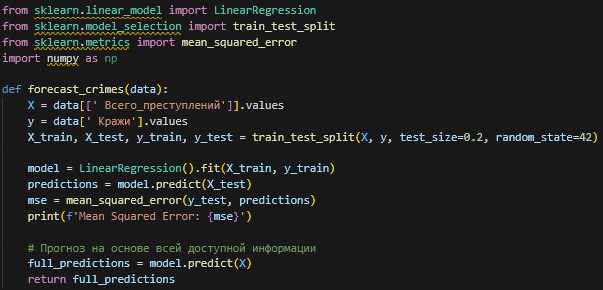 from sklearn.linear_model import LinearRegression
from sklearn.model_selection import train_test_split
from sklearn.metrics import mean_squared_error
import numpy as np

def forecast_crimes(data):
    X = data[[' Всего_преступлений']].values
    y = data[' Кражи'].values
    X_train, X_test, y_train, y_test = train_test_split(X, y, test_size=0.2, random_state=42)

    model = LinearRegression().fit(X_train, y_train)
    predictions = model.predict(X_test)
    mse = mean_squared_error(y_test, predictions)
    print(f'Mean Squared Error: {mse}')

    # Прогноз на основе всей доступной информации
    full_predictions = model.predict(X)
    return full_predictions